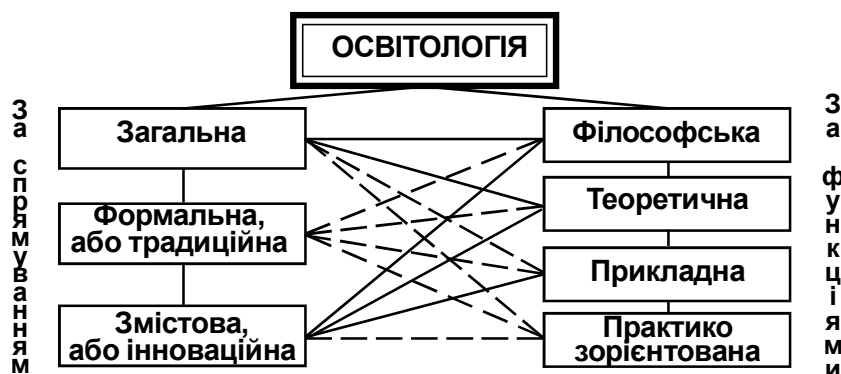 ОСВІТОЛОГІЯ
За спрямуванням
Загальна
Формальна,
або традиційна
Змістова,
або інноваційна
Філософська
Теоретична
Прикладна
Практико
зорієнтована
За функціями